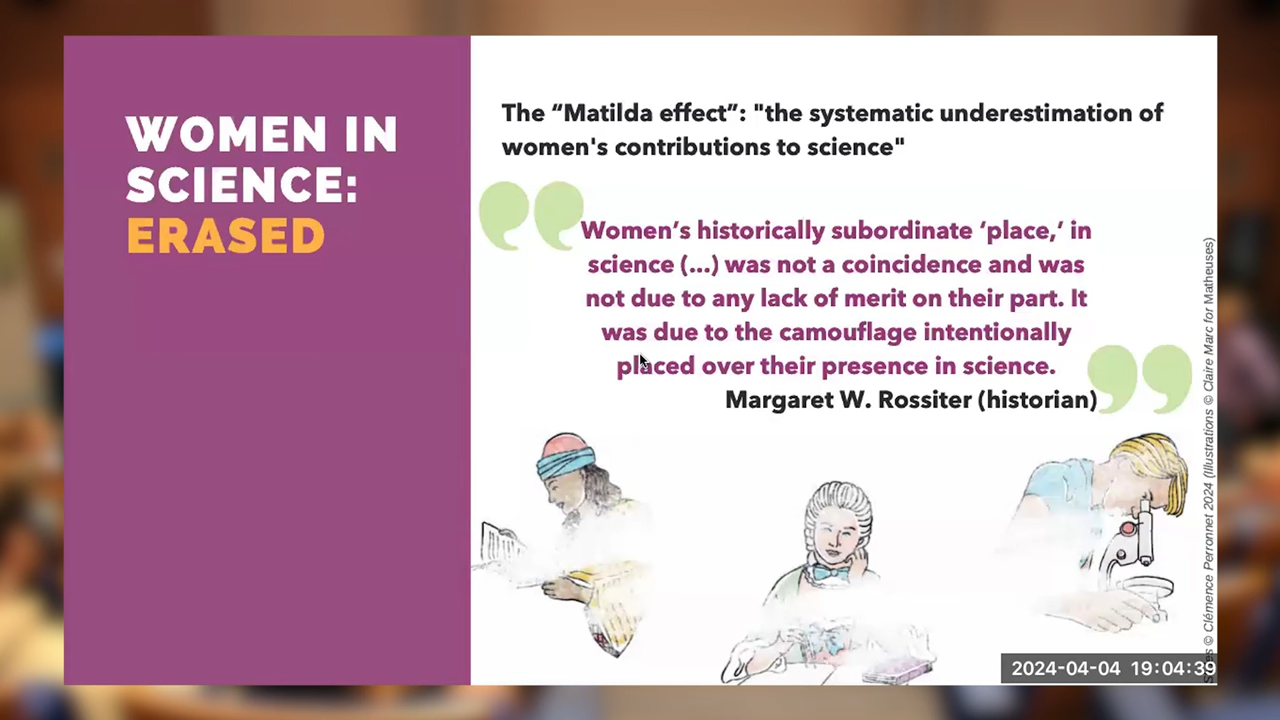 WOMEN IN
SCIENCE:
ERASED
The “Matilda effect”: "the systematic underestimation of
women's contributions to science"
Women’s historically subordinate ‘place,’ in
science (...) was not a coincidence and was
not due to any lack of merit on their part. It
was due to the camouflage intentionally
placed over their presence in science.
Margaret W. Rossiter (historian)
© Clémence Perronnet 2024 (Illustrations © Claire Marc for Matheuses)
2024-04-04 19:04:39